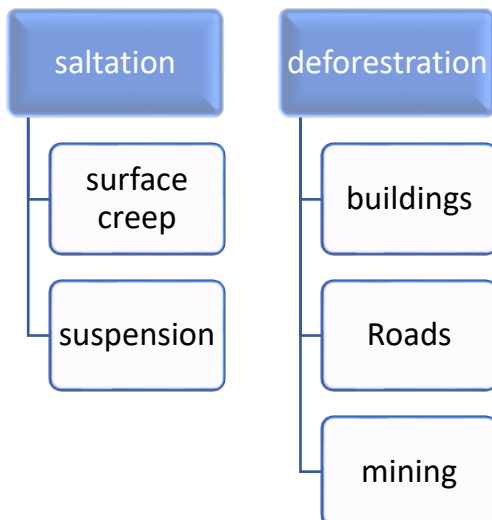 saltation
surface
creep
suspension
deforestration
buildings
Roads
mining